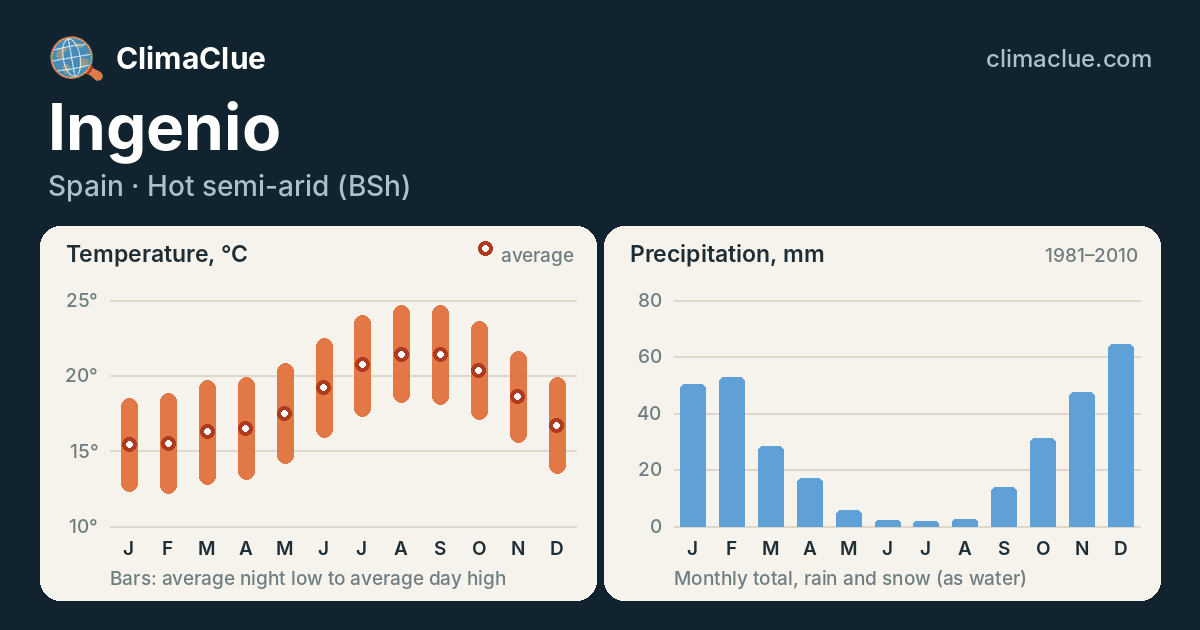 ClimaClue
climaclue.com
Ingenio
Spain · Hot semi-arid (BSh)
Temperature, °C
average
25°
20°
15°
10°
J F M A M J J A S O N D
Bars: average night low to average day high
Precipitation, mm
1981–2010
80
60
40
20
0
J F M A M J J A S O N D
Monthly total, rain and snow (as water)